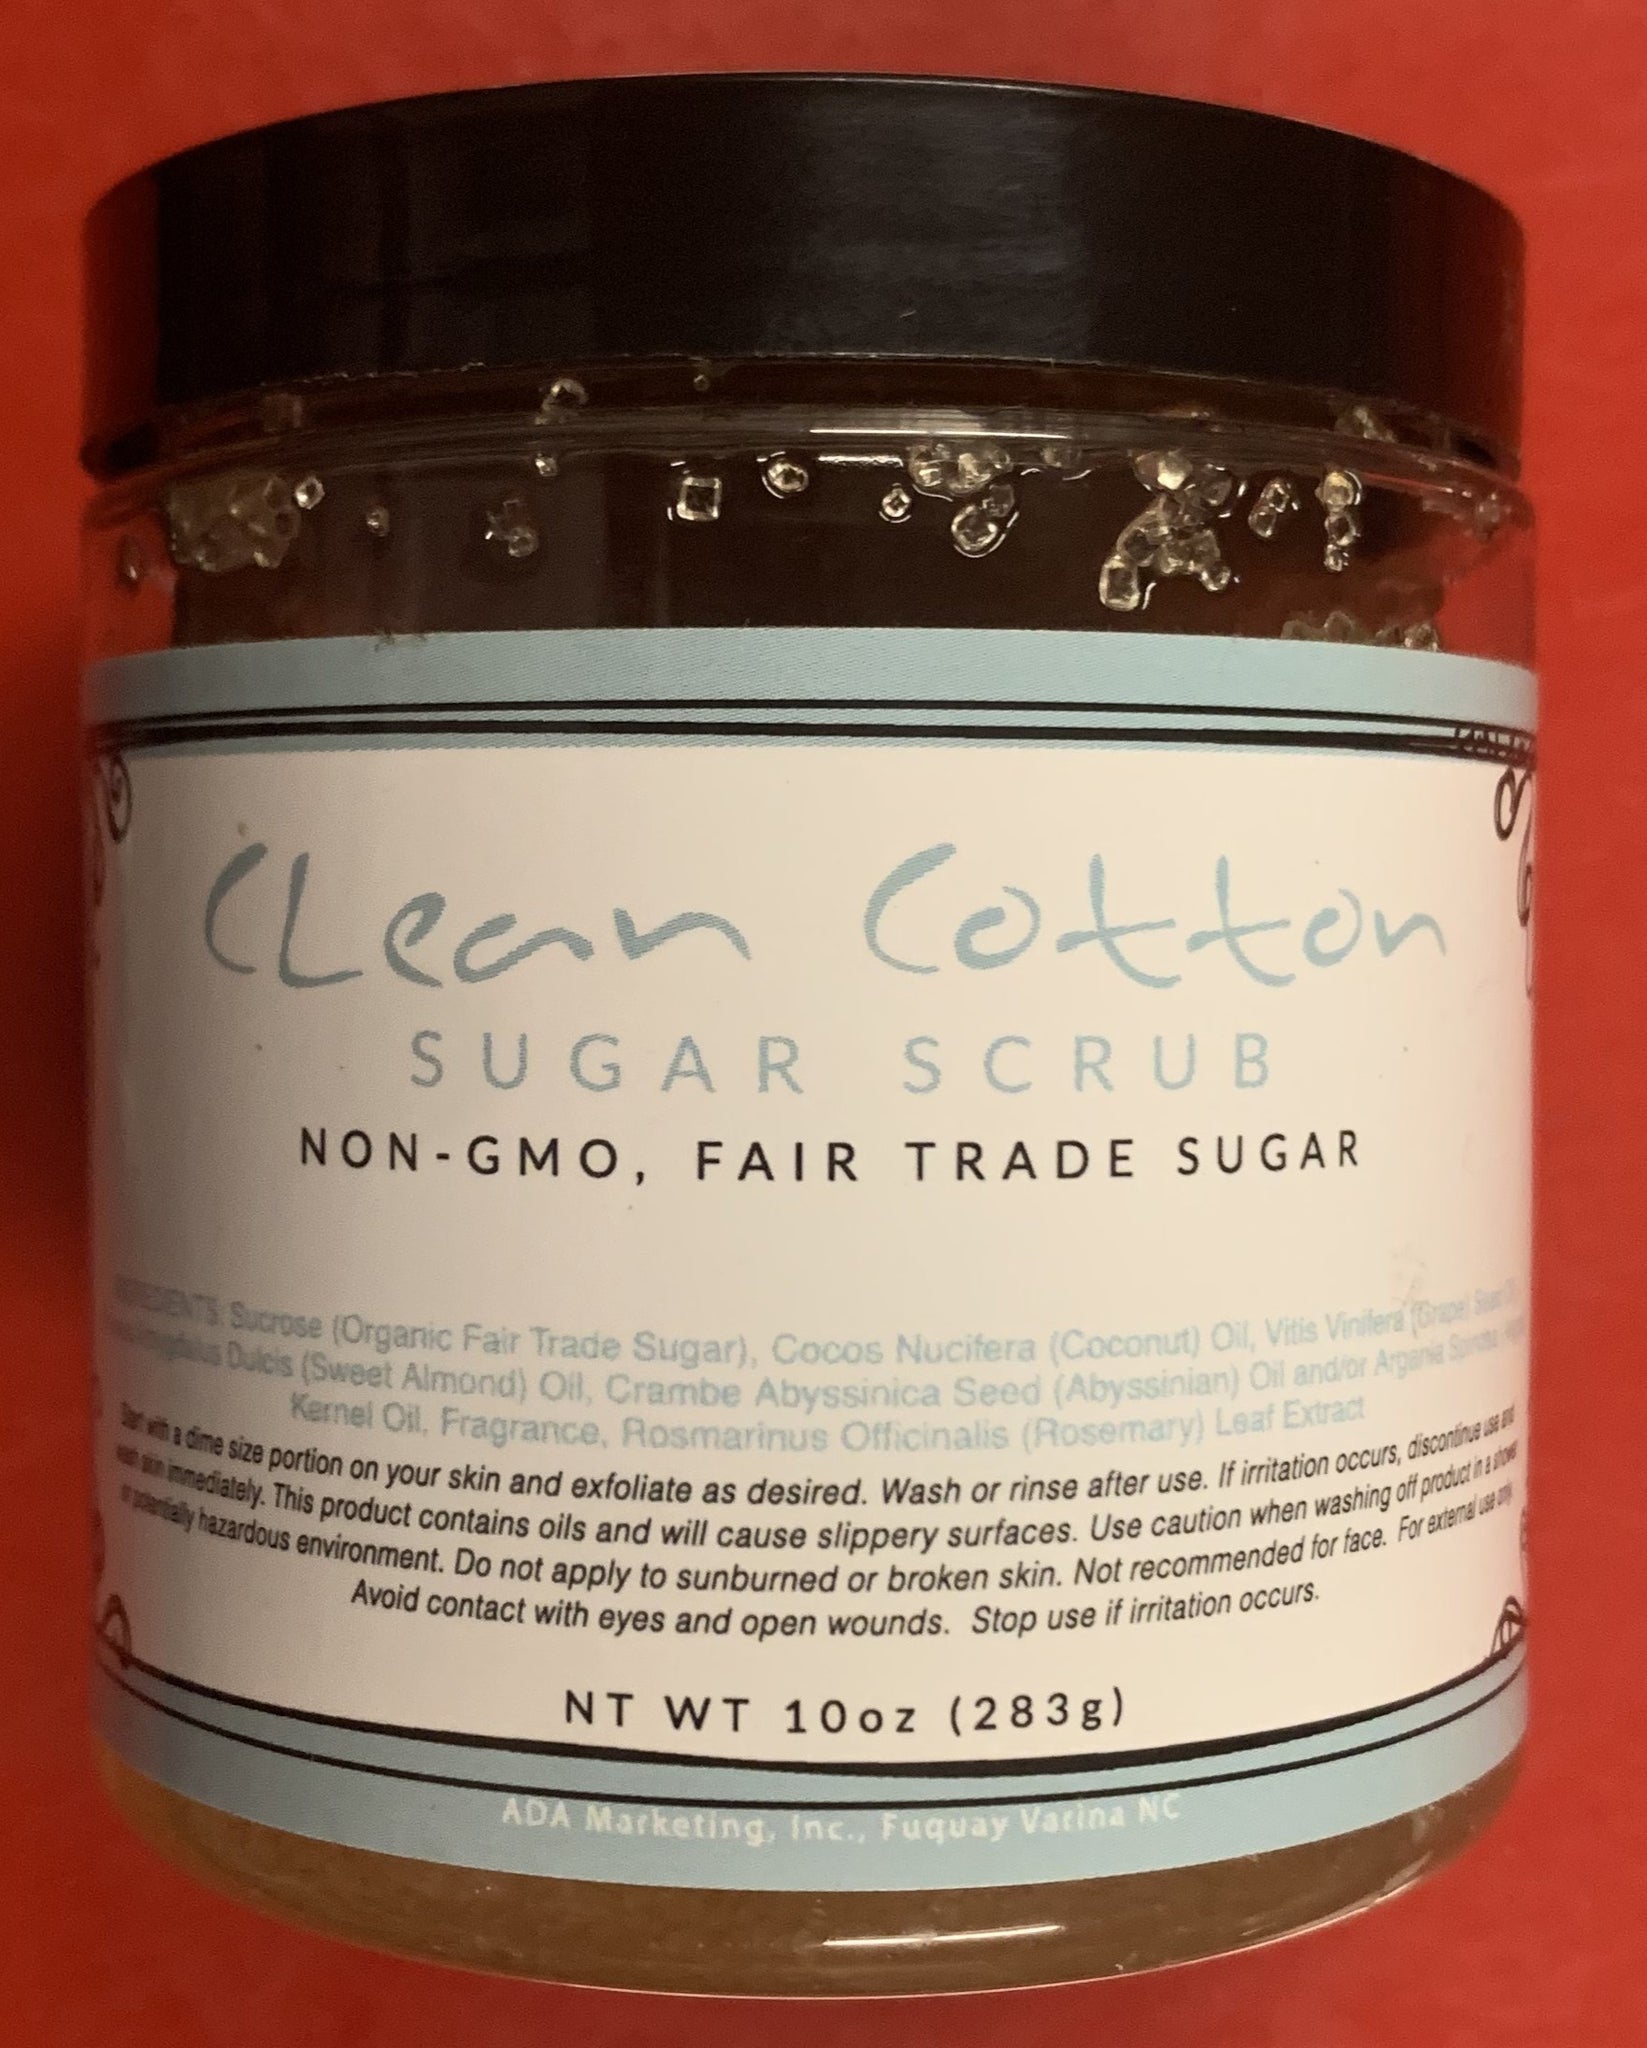 Clean Cotton
SUGAR SCRUB
NON-GMO, FAIR TRADE SUGAR
INGREDIENTS: Sucrose (Organic Fair Trade Sugar), Cocos Nucifera (Coconut) Oil, Vitis Vinifera (Grape) Seed Oil,
Amygdalus Dulcis (Sweet Almond) Oil, Crambe Abyssinica Seed (Abyssinian) Oil and/or Argania Spinosa
Kernel Oil, Fragrance, Rosmarinus Officinalis (Rosemary) Leaf Extract
Start with a dime size portion on your skin and exfoliate as desired. Wash or rinse after use. If irritation occurs, discontinue use and
wash skin immediately. This product contains oils and will cause slippery surfaces. Use caution when washing off product in a shower
or potentially hazardous environment. Do not apply to sunburned or broken skin. Not recommended for face. For external use only.
Avoid contact with eyes and open wounds. Stop use if irritation occurs.
NT WT 10oz (283g)
ADA Marketing, Inc., Fuquay Varina NC